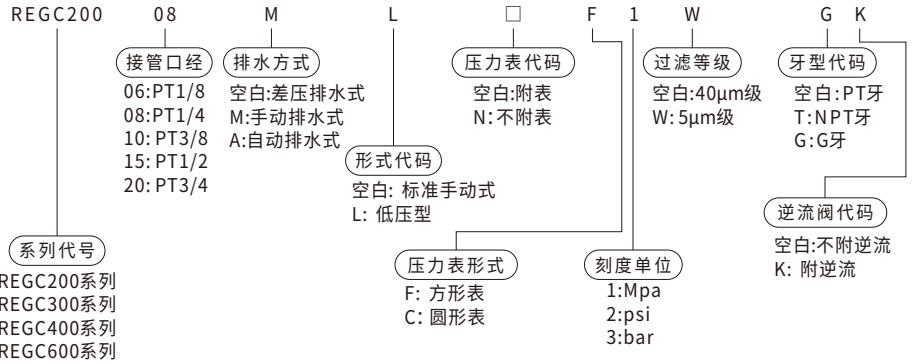 REGC200 08 M L □ F 1 W G K
接管口径
06:PT1/8
08:PT1/4
10: PT3/8
15: PT1/2
20: PT3/4
排水方式
空白:差压排水式
M:手动排水式
A:自动排水式
压力表代码
空白:附表
N:不附表
过滤等级
空白:40μm级
W: 5μm级
牙型代码
空白:PT牙
T:NPT牙
G:G牙
形式代码
空白: 标准手动式
L: 低压型
逆流阀代码
空白:不附逆流
K: 附逆流
系列代号
REGC200系列
REGC300系列
REGC400系列
REGC600系列
压力表形式
F: 方形表
C: 圆形表
刻度单位
1:Mpa
2:psi
3:bar